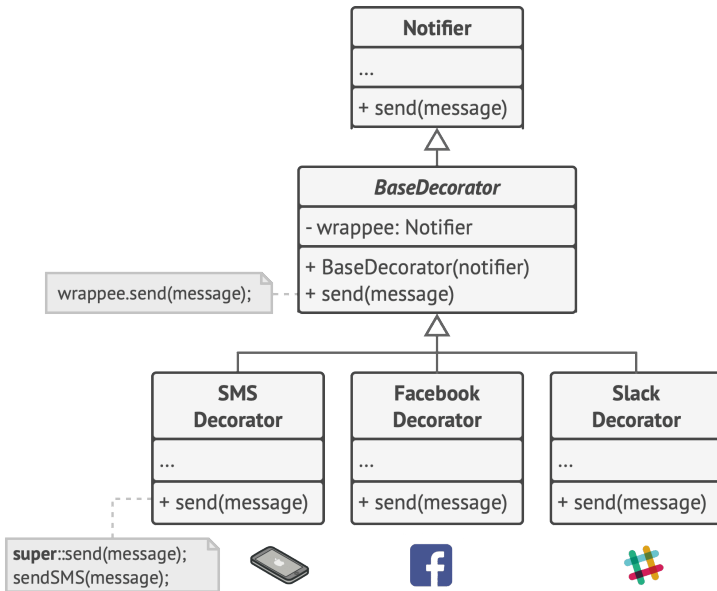 Notifier
...
+ send(message)
BaseDecorator
- wrappee: Notifier
+ BaseDecorator(notifier)
+ send(message)
wrappee.send(message);
SMS
Decorator
...
+ send(message)
Facebook
Decorator
...
+ send(message)
Slack
Decorator
...
+ send(message)
super::send(message);
sendSMS(message);